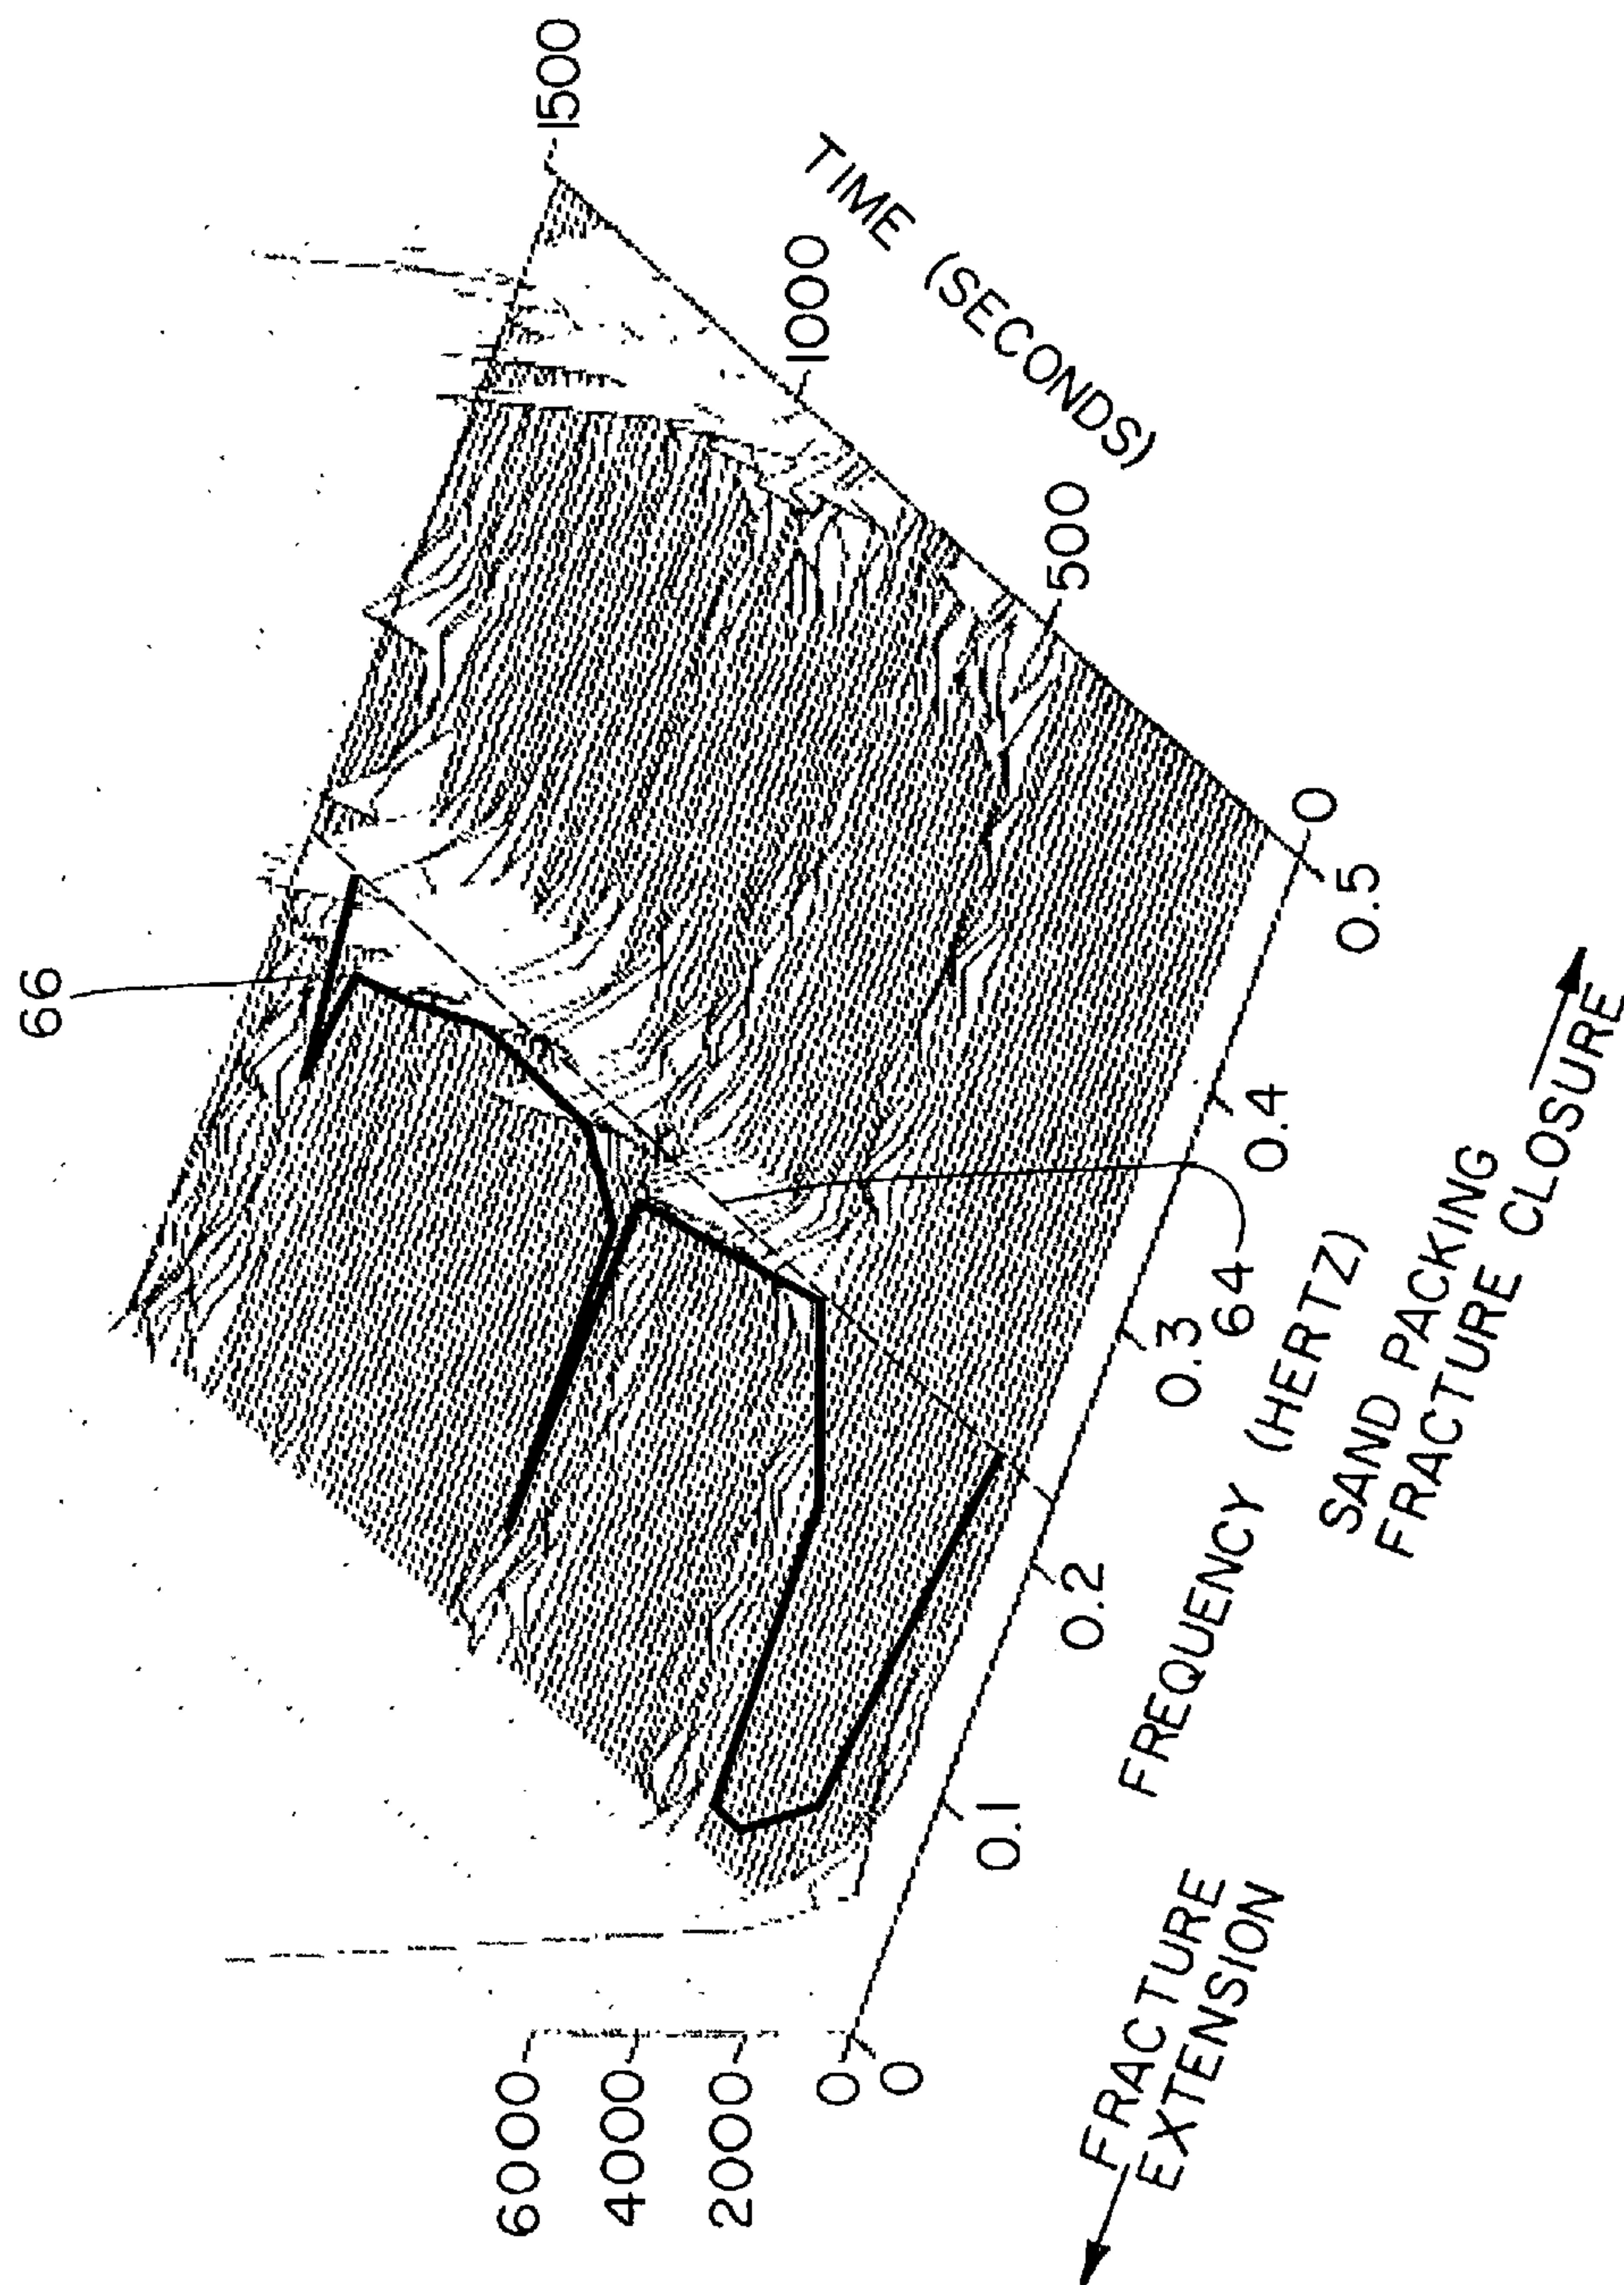 66
1500
1000
500
0
TIME (SECONDS)
6000
4000
2000
0
0
0.1
0.2
0.3
0.4
0.5
64
FREQUENCY (HERTZ)
FRACTURE
EXTENSION
SAND PACKING
FRACTURE CLOSURE